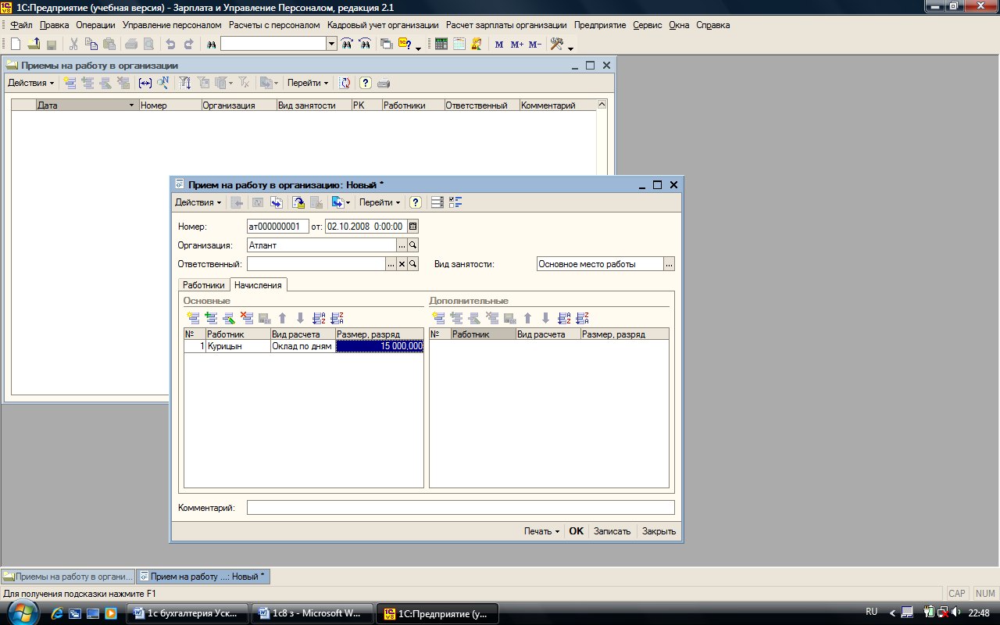 1С:Предприятие (учебная версия) - Зарплата и Управление Персоналом, редакция 2.1
Файл Правка Операции Управление персоналом Расчеты с персоналом Кадровый учет организации Расчет зарплаты организации Предприятие Сервис Окна Справка
M M+ M-
Приемы на работу в организации
Действия Перейти
Дата Номер Организация Вид занятости РК Работники Ответственный Комментарий
Прием на работу в организацию: Новый *
Действия Перейти
Номер: ат000000001 от: 02.10.2008 0:00:00
Организация: Атлант
Ответственный: Вид занятости: Основное место работы
Работники Начисления
Основные Дополнительные
№ Работник Вид расчета Размер, разряд № Работник Вид расчета Размер, разряд
1 Курицын Оклад по дням 15 000,000
Комментарий:
Печать OK Записать Закрыть
Приемы на работу в органи... Прием на работу ...: Новый *
Для получения подсказки нажмите F1 CAP NUM
1с бухгалтерия Уск... 1с8 з - Microsoft W... 1С:Предприятие (у... RU 22:48